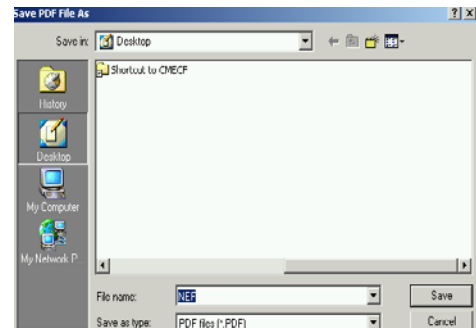 Save PDF File As
Save in: Desktop
Shortcut to CMECF
History
Desktop
My Computer
My Network P...
File name: NEF Save
Save as type: PDF files (*.PDF) Cancel